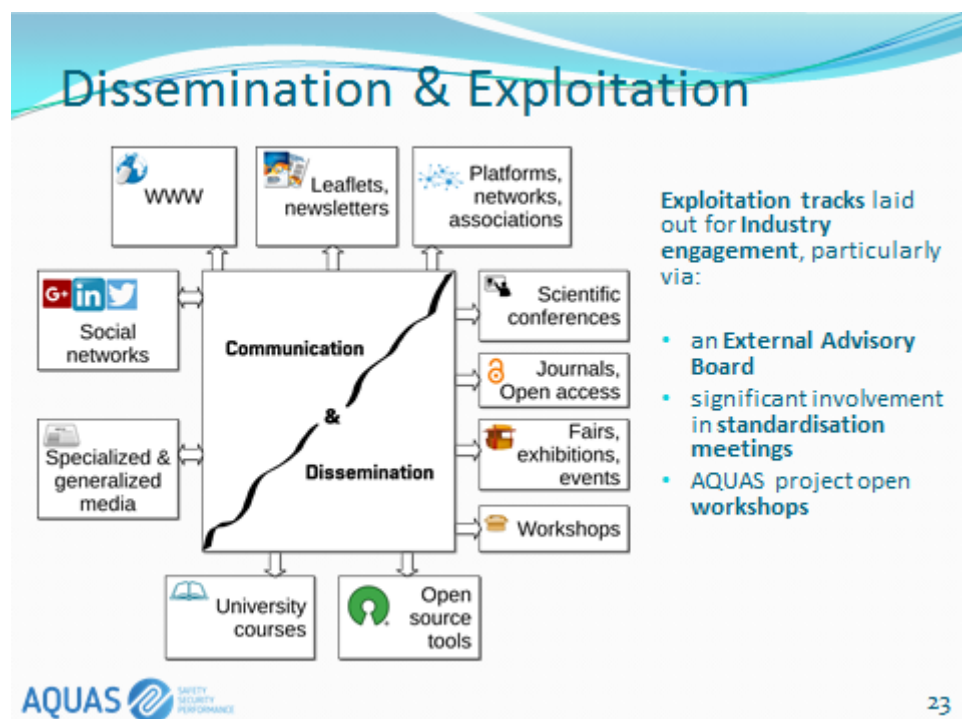 Dissemination & Exploitation
WWW
Leaflets,
newsletters
Platforms,
networks,
associations
G+ in
Social
networks
Specialized &
generalized
media
Communication
&
Dissemination
Scientific
conferences
Journals,
Open access
Fairs,
exhibitions,
events
Workshops
University
courses
Open
source
tools
Exploitation tracks laid
out for Industry
engagement, particularly
via:
• an External Advisory
Board
• significant involvement
in standardisation
meetings
• AQUAS project open
workshops
AQUAS
SAFETY
SECURITY
PERFORMANCE
23